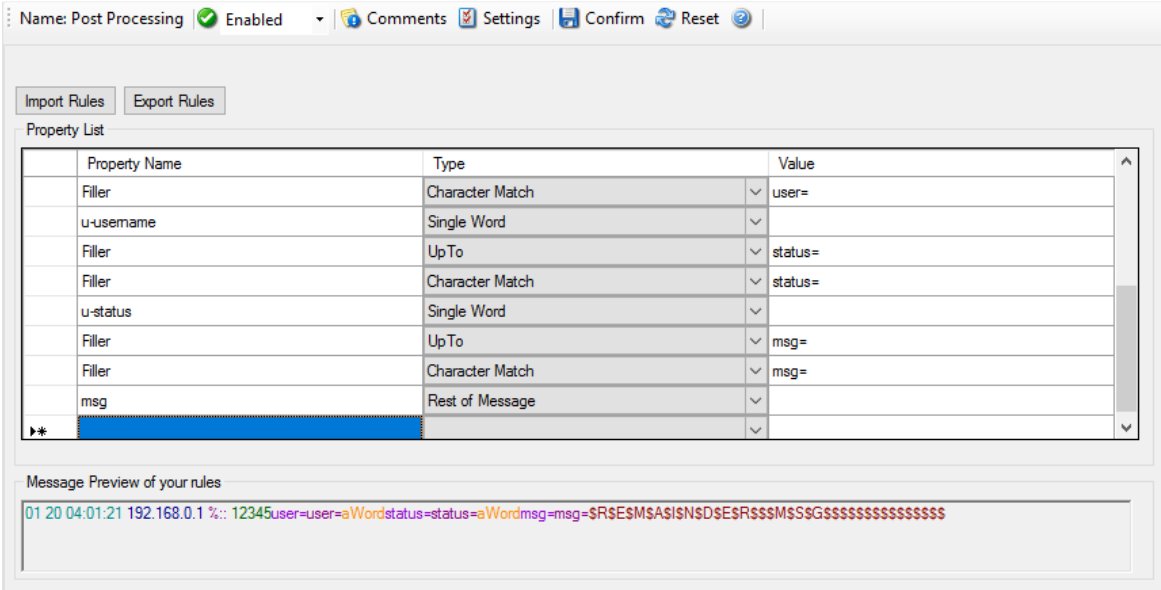 Name: Post Processing Enabled Comments Settings Confirm Reset ?
Import Rules Export Rules
Property List
Property Name Type Value
Filler Character Match user=
u-username Single Word
Filler UpTo status=
Filler Character Match status=
u-status Single Word
Filler UpTo msg=
Filler Character Match msg=
msg Rest of Message
Message Preview of your rules
01 20 04:01:21 192.168.0.1 %:: 12345user=user=aWordstatus=status=aWordmsg=msg=$R$E$M$A$I$N$D$E$R$$$M$S$G$$$$$$$$$$$$$$$